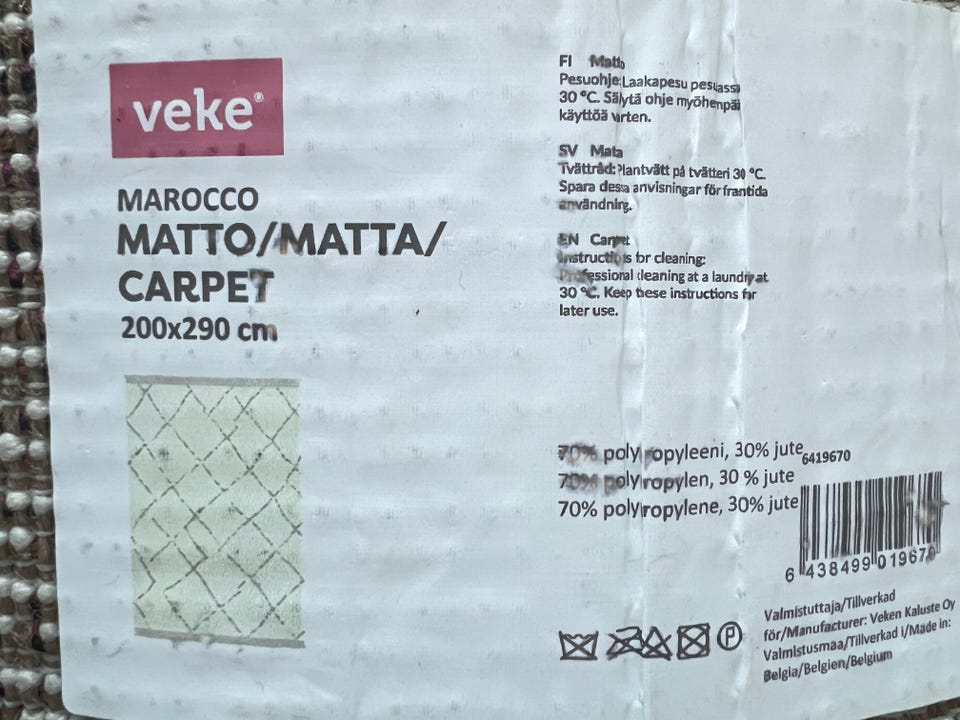 veke®
MAROCCO
MATTO/MATTA/
CARPET
200x290 cm
FI Matto
Pesuohje: Laakapesu pesulassa
30 °C. Säilytä ohje myöhempää
käyttöä varten.
SV Matta
Tvättråd: Plantvätt på tvätteri 30 °C.
Spara dessa anvisningar för framtida
användning.
EN Carpet
Instructions for cleaning:
Professional cleaning at a laundry at
30 °C. Keep these instructions for
later use.
70% polypropyleeni, 30% jute
70% polypropylen, 30 % jute
70% polypropylene, 30% jute
6419670
6 438499 019670
P
Valmistuttaja/Tillverkad
för/Manufacturer: Veken Kaluste Oy
Valmistusmaa/Tillverkad i/Made in:
Belgia/Belgien/Belgium